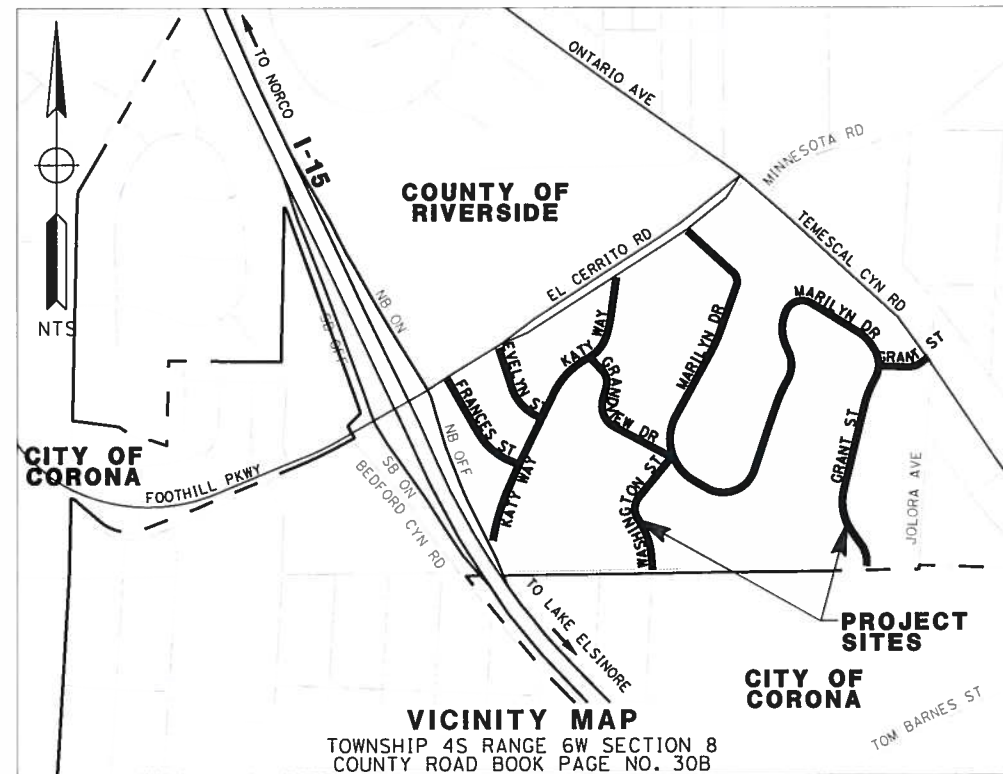 ONTARIO AVE
TO NORCO
I-15
MINNESOTA RD
COUNTY OF
RIVERSIDE
TEMESCAL CYN RD
EL CERRITO RD
NTS
NB ON
SB OFF
MARILYN DR
MARILYN DR
GRANT ST
KATY WAY
EVELYN ST
GRANDVIEW DR
FRANCES ST
GRANT ST
NB OFF
CITY OF
CORONA
FOOTHILL PKWY
SB ON
BEDFORD CYN RD
KATY WAY
WASHINGTON ST
JOLORA AVE
TO LAKE ELSINORE
PROJECT
SITES
CITY OF
CORONA
TOM BARNES ST
VICINITY MAP
TOWNSHIP 4S RANGE 6W SECTION 8
COUNTY ROAD BOOK PAGE NO. 30B